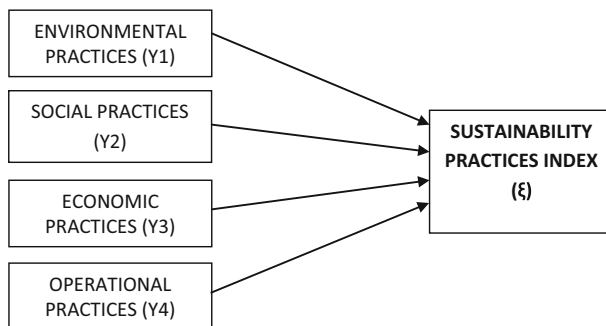 ENVIRONMENTAL
PRACTICES (Y1)
SOCIAL PRACTICES
(Y2)
ECONOMIC
PRACTICES (Y3)
OPERATIONAL
PRACTICES (Y4)
SUSTAINABILITY
PRACTICES INDEX
(ξ)